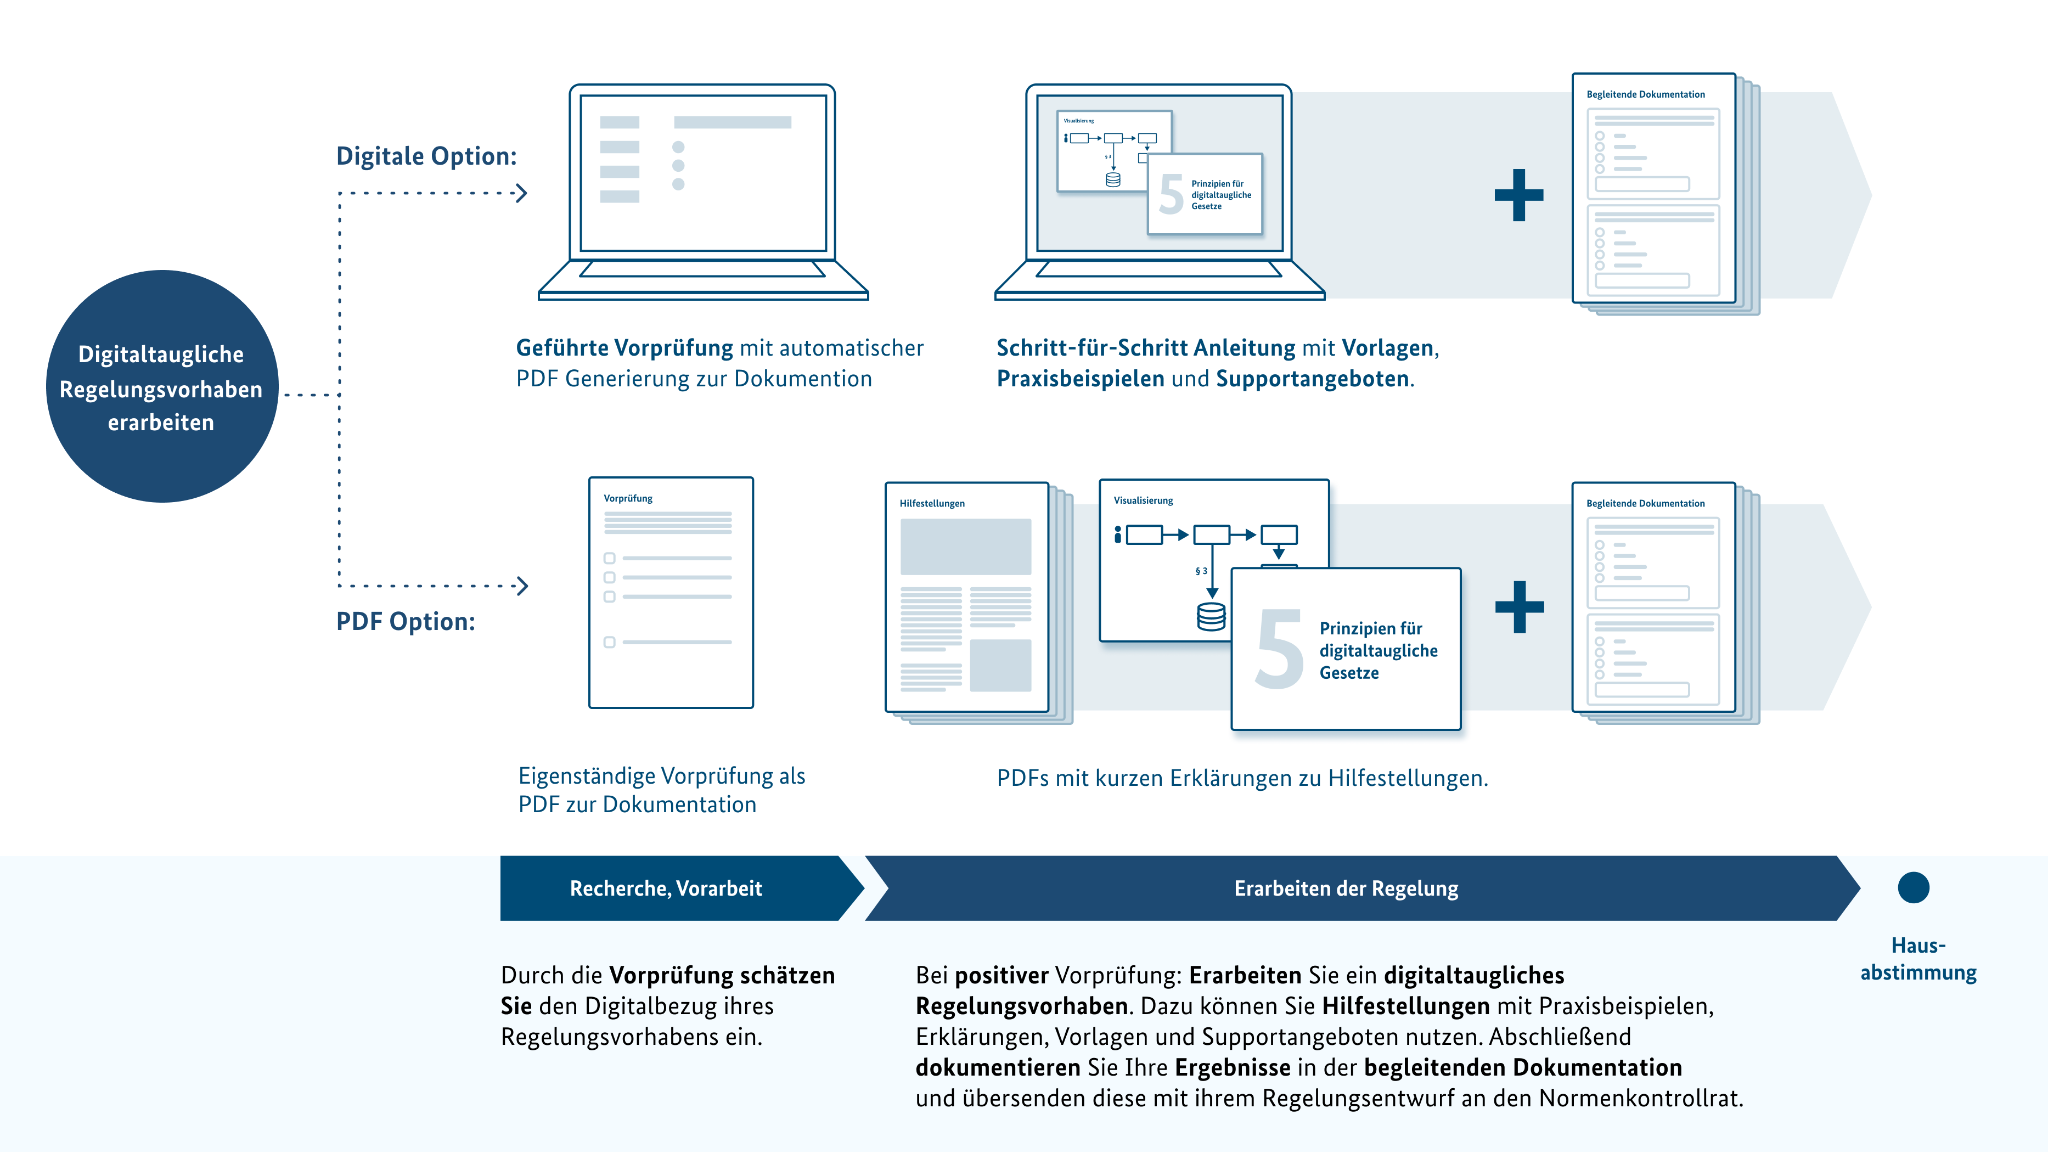 Digitaltaugliche
Regelungsvorhaben
erarbeiten
Digitale Option:
Geführte Vorprüfung mit automatischer
PDF Generierung zur Dokumention
Visualisierung
§ 3
5
Prinzipien für
digitaltaugliche
Gesetze
Begleitende Dokumentation
Schritt-für-Schritt Anleitung mit Vorlagen,
Praxisbeispielen und Supportangeboten.
PDF Option:
Vorprüfung
Eigenständige Vorprüfung als
PDF zur Dokumentation
Hilfestellungen
Visualisierung
§ 3
5
Prinzipien für
digitaltaugliche
Gesetze
Begleitende Dokumentation
PDFs mit kurzen Erklärungen zu Hilfestellungen.
Recherche, Vorarbeit
Durch die Vorprüfung schätzen
Sie den Digitalbezug ihres
Regelungsvorhabens ein.
Erarbeiten der Regelung
Bei positiver Vorprüfung: Erarbeiten Sie ein digitaltaugliches
Regelungsvorhaben. Dazu können Sie Hilfestellungen mit Praxisbeispielen,
Erklärungen, Vorlagen und Supportangeboten nutzen. Abschließend
dokumentieren Sie Ihre Ergebnisse in der begleitenden Dokumentation
und übersenden diese mit ihrem Regelungsentwurf an den Normenkontrollrat.
Haus-
abstimmung